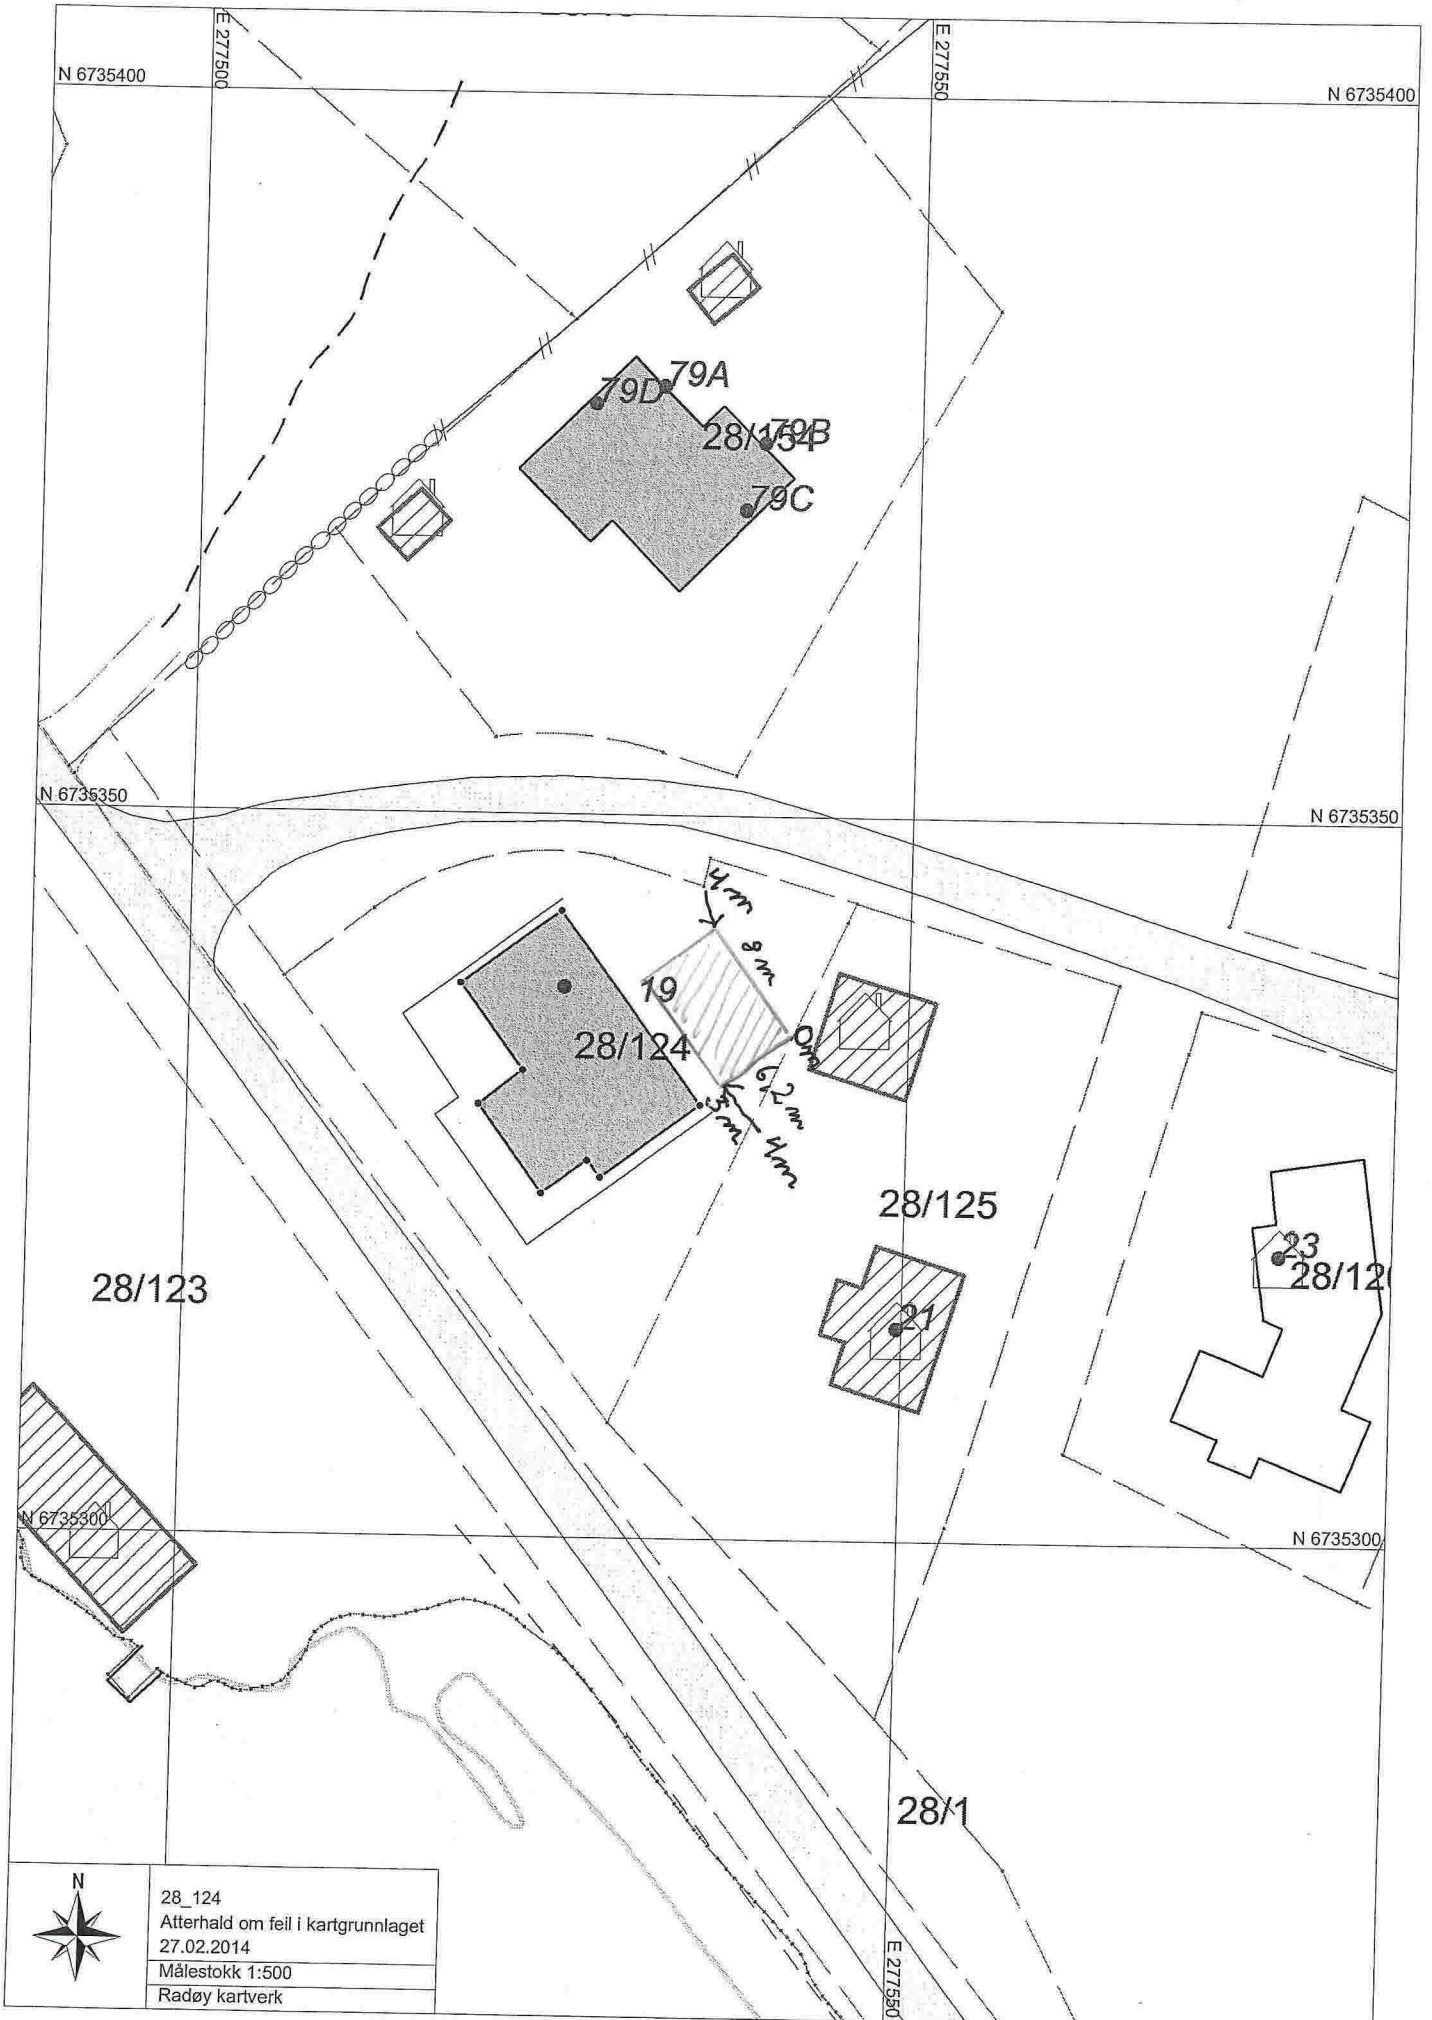 E 277500
E 277550
N 6735400
N 6735400
79A
79D
79B
28/154
79C
N 6735350
N 6735350
4m
8m
19
28/124
0m
6,2m
3m
4m
28/125
23
28/123
21
N 6735300
N 6735300
28/1
N
28_124
Atterhald om feil i kartgrunnlaget
27.02.2014
Målestokk 1:500
Radøy kartverk
E 277550